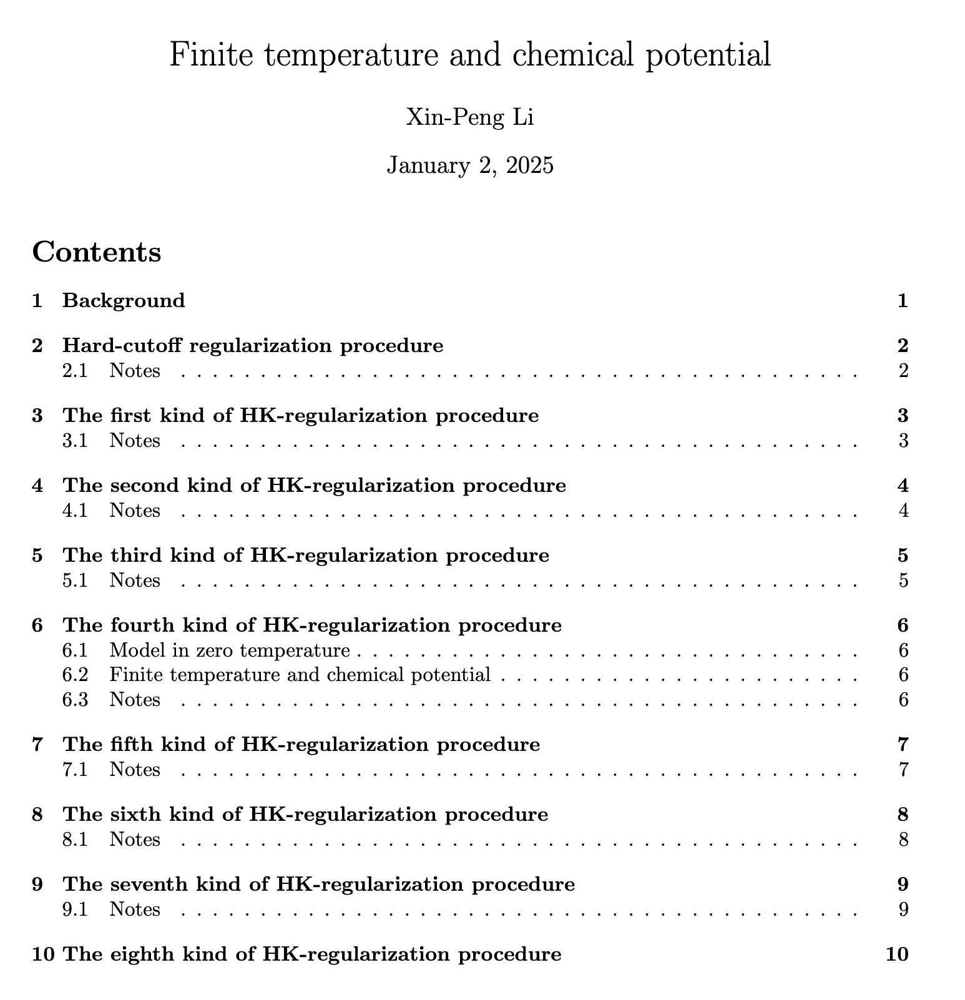 Finite temperature and chemical potential
Xin-Peng Li
January 2, 2025
Contents
1 Background 1
2 Hard-cutoff regularization procedure 2
2.1 Notes . . . . . . . . . . . . . . . . . . . . . . . . . . . . . . . . . . . . . . . . . . . 2
3 The first kind of HK-regularization procedure 3
3.1 Notes . . . . . . . . . . . . . . . . . . . . . . . . . . . . . . . . . . . . . . . . . . . 3
4 The second kind of HK-regularization procedure 4
4.1 Notes . . . . . . . . . . . . . . . . . . . . . . . . . . . . . . . . . . . . . . . . . . . 4
5 The third kind of HK-regularization procedure 5
5.1 Notes . . . . . . . . . . . . . . . . . . . . . . . . . . . . . . . . . . . . . . . . . . . 5
6 The fourth kind of HK-regularization procedure 6
6.1 Model in zero temperature . . . . . . . . . . . . . . . . . . . . . . . . . . . . . . . . 6
6.2 Finite temperature and chemical potential . . . . . . . . . . . . . . . . . . . . . . . 6
6.3 Notes . . . . . . . . . . . . . . . . . . . . . . . . . . . . . . . . . . . . . . . . . . . 6
7 The fifth kind of HK-regularization procedure 7
7.1 Notes . . . . . . . . . . . . . . . . . . . . . . . . . . . . . . . . . . . . . . . . . . . 7
8 The sixth kind of HK-regularization procedure 8
8.1 Notes . . . . . . . . . . . . . . . . . . . . . . . . . . . . . . . . . . . . . . . . . . . 8
9 The seventh kind of HK-regularization procedure 9
9.1 Notes . . . . . . . . . . . . . . . . . . . . . . . . . . . . . . . . . . . . . . . . . . . 9
10 The eighth kind of HK-regularization procedure 10